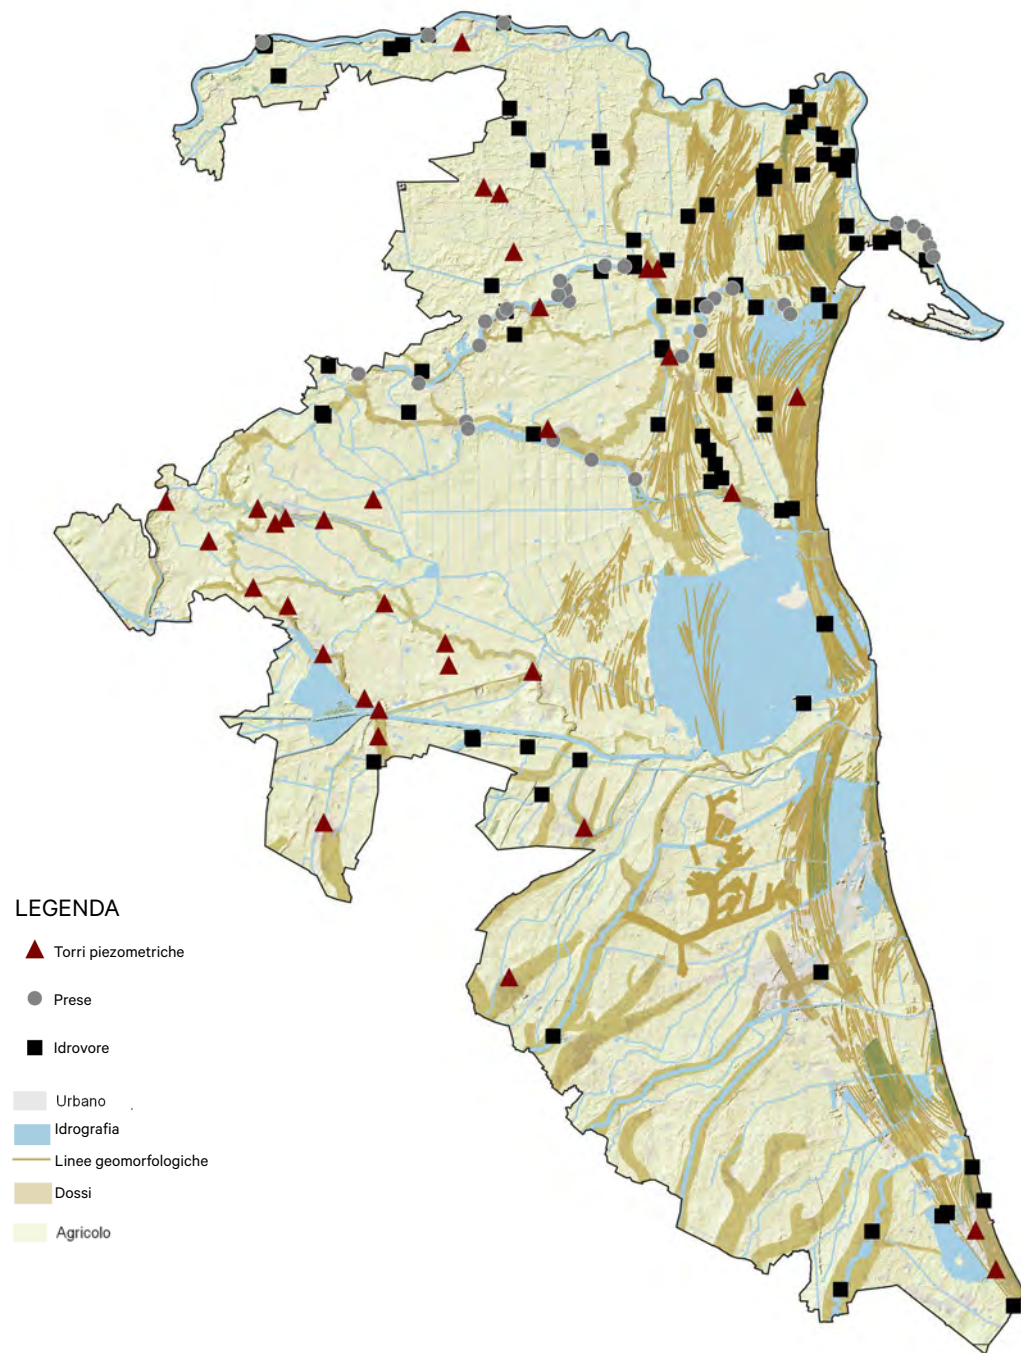 LEGENDA
Torri piezometriche
Prese
Idrovore
Urbano
Idrografia
Linee geomorfologiche
Dossi
Agricolo